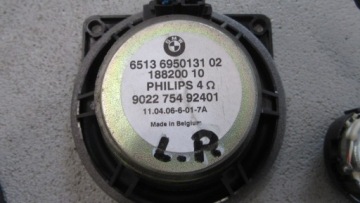 BMW
6513 6950131 02
188200 10
PHILIPS 4 Ω
9022 754 92401
11.04.06-6-01-7A
Made in Belgium
L.R.